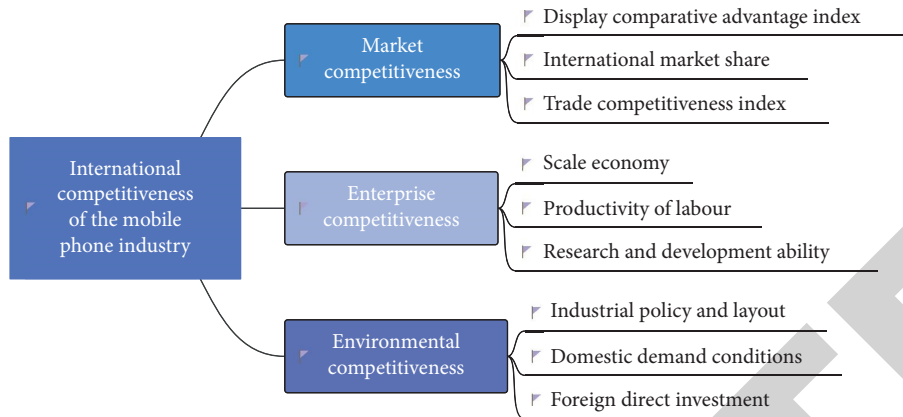 International
competitiveness
of the mobile
phone industry
Market
competitiveness
Display comparative advantage index
International market share
Trade competitiveness index
Enterprise
competitiveness
Scale economy
Productivity of labour
Research and development ability
Environmental
competitiveness
Industrial policy and layout
Domestic demand conditions
Foreign direct investment